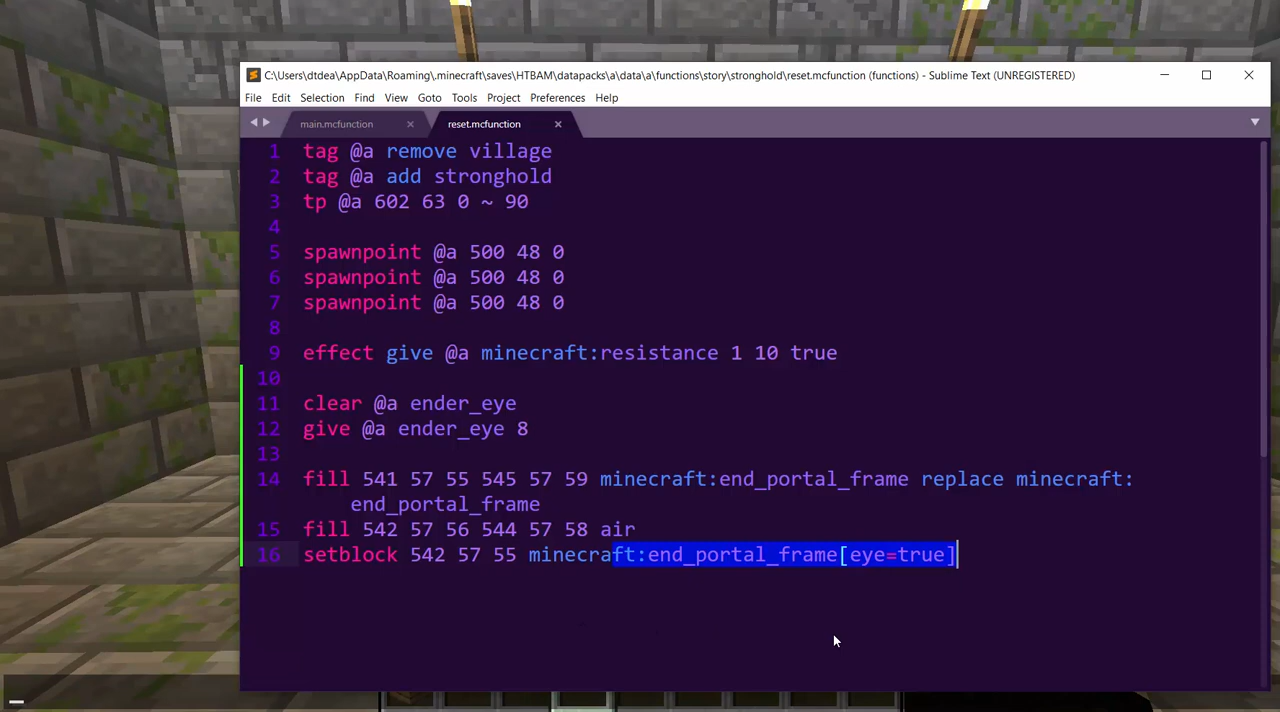 C:\Users\dtdea\AppData\Roaming\.minecraft\saves\HTBAM\datapacks\a\data\a\functions\story\stronghold\reset.mcfunction (functions) - Sublime Text (UNREGISTERED)
File Edit Selection Find View Goto Tools Project Preferences Help
main.mcfunction reset.mcfunction
1 tag @a remove village
2 tag @a add stronghold
3 tp @a 602 63 0 ~ 90
4
5 spawnpoint @a 500 48 0
6 spawnpoint @a 500 48 0
7 spawnpoint @a 500 48 0
8
9 effect give @a minecraft:resistance 1 10 true
10
11 clear @a ender_eye
12 give @a ender_eye 8
13
14 fill 541 57 55 545 57 59 minecraft:end_portal_frame replace minecraft:
end_portal_frame
15 fill 542 57 56 544 57 58 air
16 setblock 542 57 55 minecraft:end_portal_frame[eye=true]